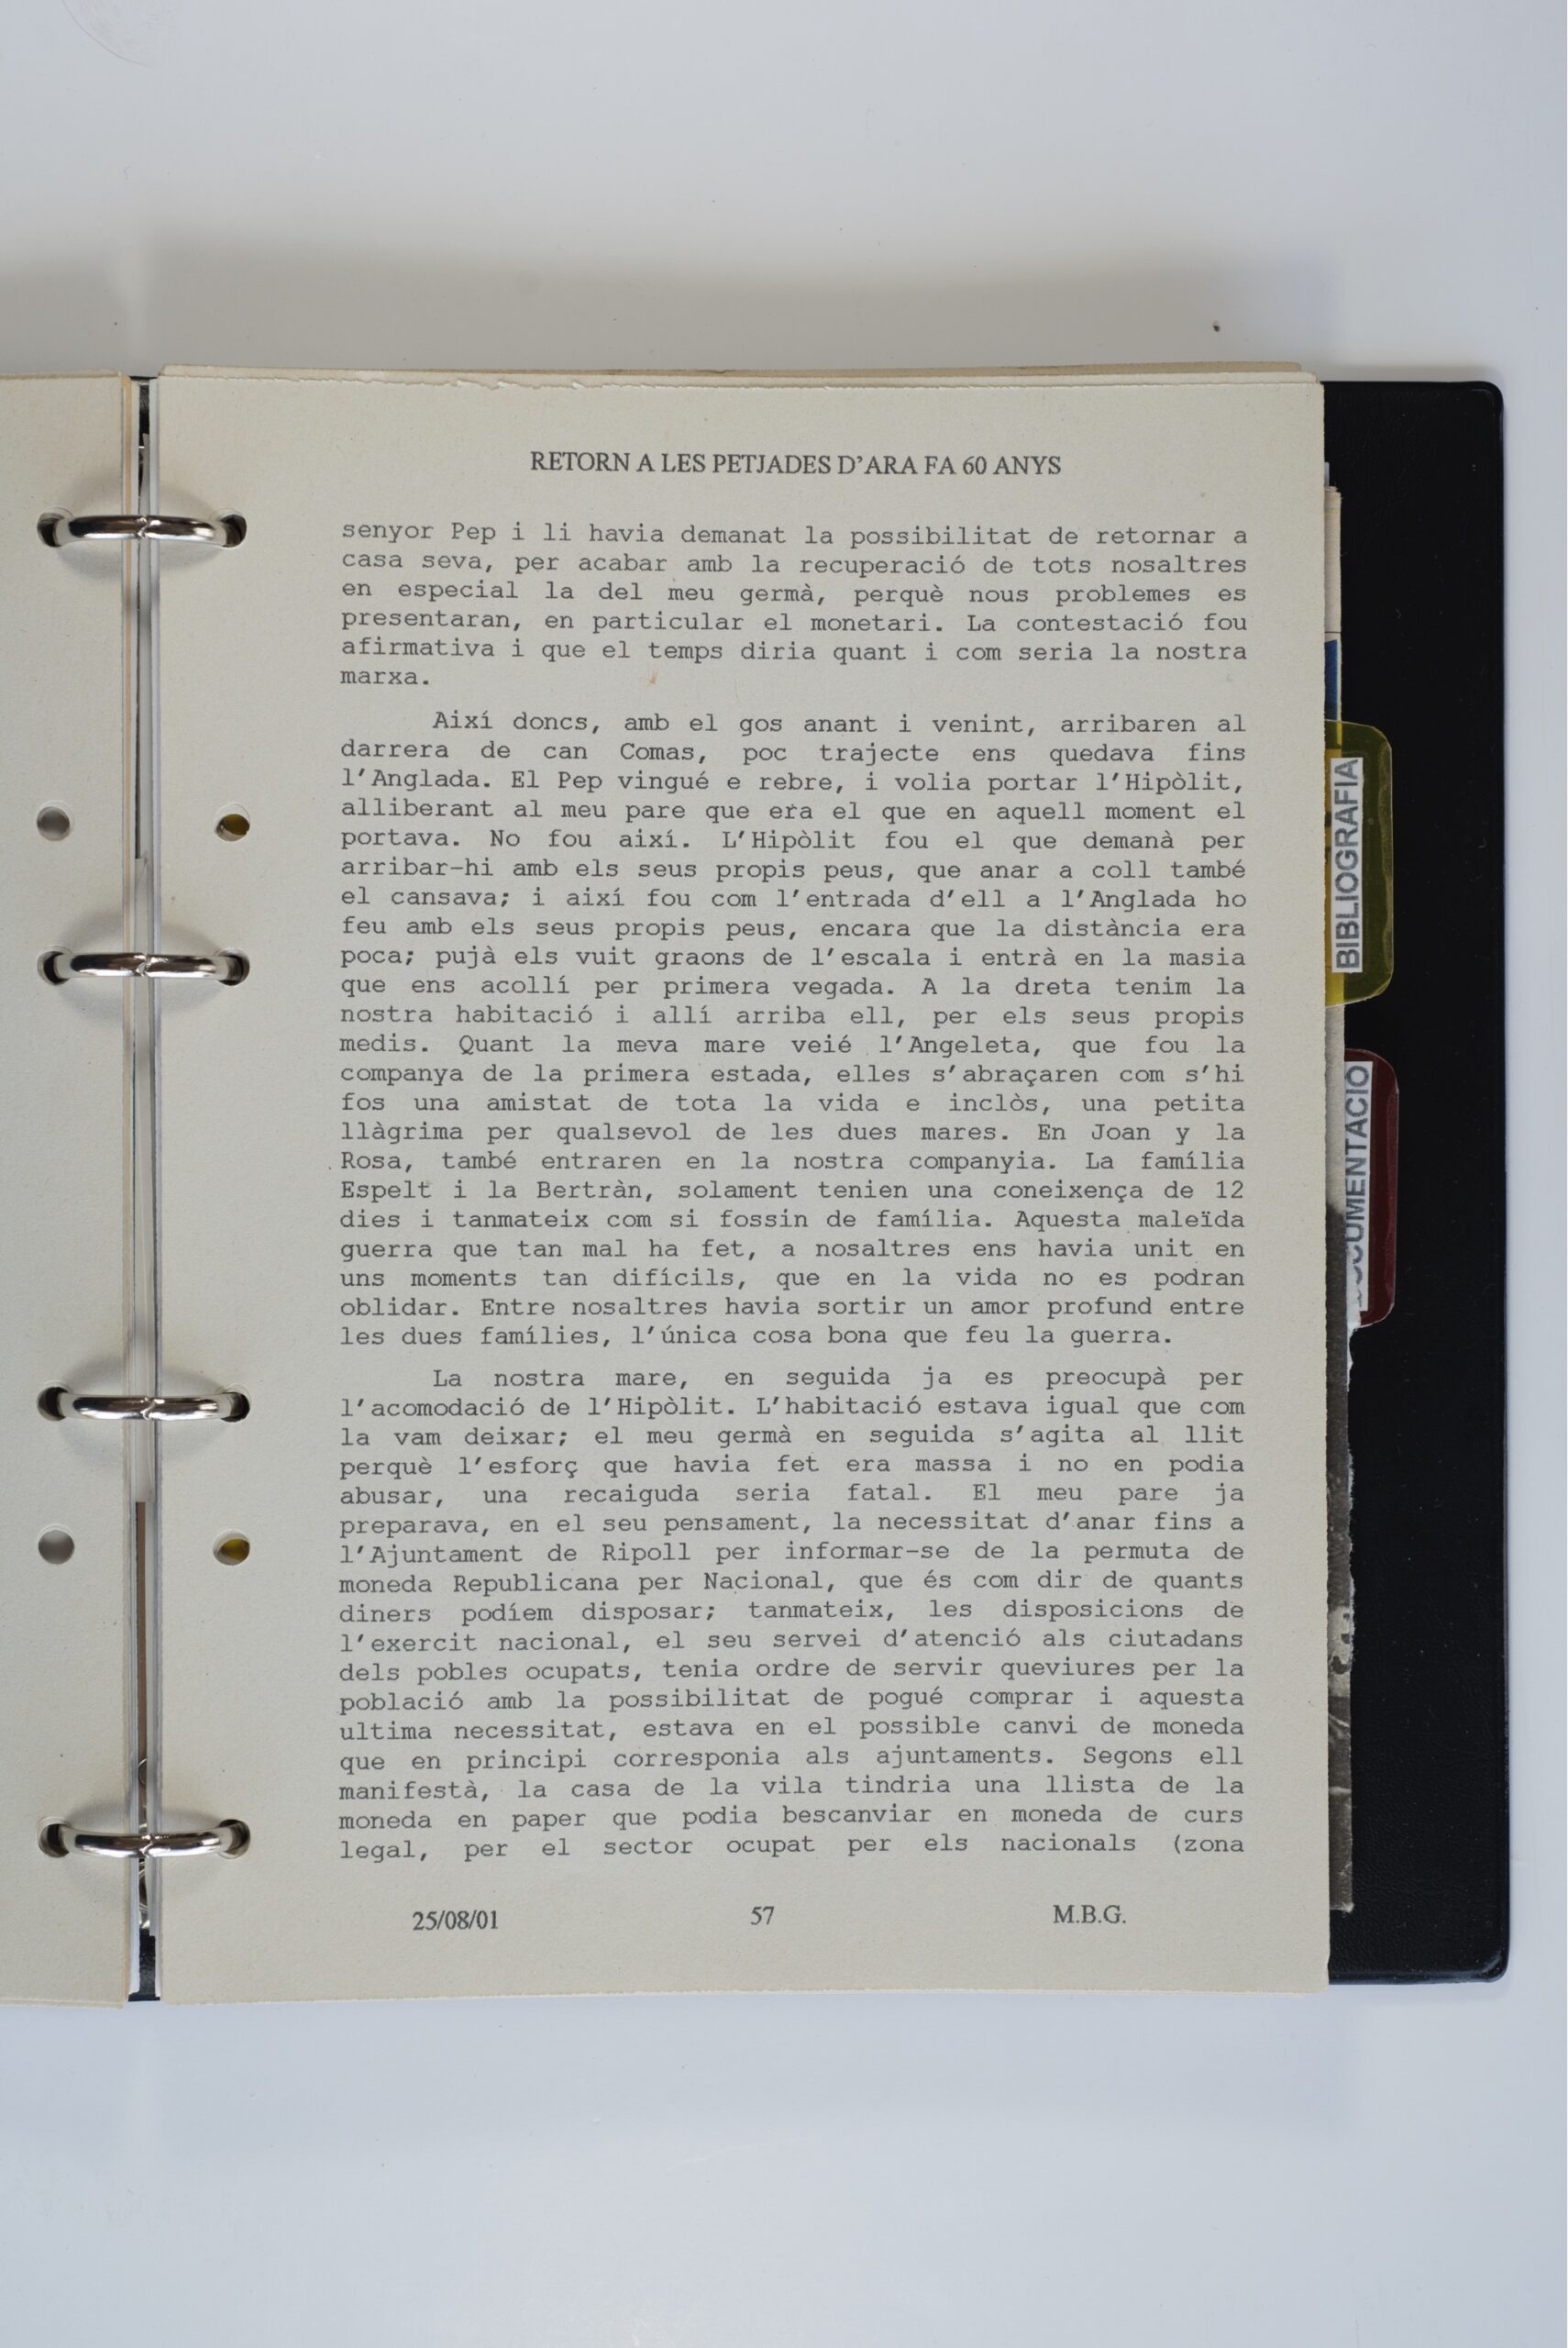 RETORN A LES PETJADES D'ARA FA 60 ANYS
senyor Pep i li havia demanat la possibilitat de retornar a
casa seva, per acabar amb la recuperació de tots nosaltres
en especial la del meu germà, perquè nous problemes es
presentaran, en particular el monetari. La contestació fou
afirmativa i que el temps diria quant i com seria la nostra
marxa.
Així doncs, amb el gos anant i venint, arribaren al
darrera de can Comas, poc trajecte ens quedava fins
l'Anglada. El Pep vingué e rebre, i volia portar l'Hipòlit,
alliberant al meu pare que era el que en aquell moment el
portava. No fou així. L'Hipòlit fou el que demanà per
arribar-hi amb els seus propis peus, que anar a coll també
el cansava; i així fou com l'entrada d'ell a l'Anglada ho
feu amb els seus propis peus, encara que la distància era
poca; pujà els vuit graons de l'escala i entrà en la masia
que ens acollí per primera vegada. A la dreta tenim la
nostra habitació i allí arriba ell, per els seus propis
medis. Quant la meva mare veié l'Angeleta, que fou la
companya de la primera estada, elles s'abraçaren com s'hi
fos una amistat de tota la vida e inclòs, una petita
llàgrima per qualsevol de les dues mares. En Joan y la
Rosa, també entraren en la nostra companyia. La família
Espelt i la Bertràn, solament tenien una coneixença de 12
dies i tanmateix com si fossin de família. Aquesta maleïda
guerra que tan mal ha fet, a nosaltres ens havia unit en
uns moments tan difícils, que en la vida no es podran
oblidar. Entre nosaltres havia sortir un amor profund entre
les dues famílies, l'única cosa bona que feu la guerra.
La nostra mare, en seguida ja es preocupà per
l'acomodació de l'Hipòlit. L'habitació estava igual que com
la vam deixar; el meu germà en seguida s'agita al llit
perquè l'esforç que havia fet era massa i no en podia
abusar, una recaiguda seria fatal. El meu pare ja
preparava, en el seu pensament, la necessitat d'anar fins a
l'Ajuntament de Ripoll per informar-se de la permuta de
moneda Republicana per Nacional, que és com dir de quants
diners podíem disposar; tanmateix, les disposicions de
l'exercit nacional, el seu servei d'atenció als ciutadans
dels pobles ocupats, tenia ordre de servir queviures per la
població amb la possibilitat de pogué comprar i aquesta
ultima necessitat, estava en el possible canvi de moneda
que en principi corresponia als ajuntaments. Segons ell
manifestà, la casa de la vila tindria una llista de la
moneda en paper que podia bescanviar en moneda de curs
legal, per el sector ocupat per els nacionals (zona
25/08/01 57 M.B.G.
BIBLIOGRAFIA